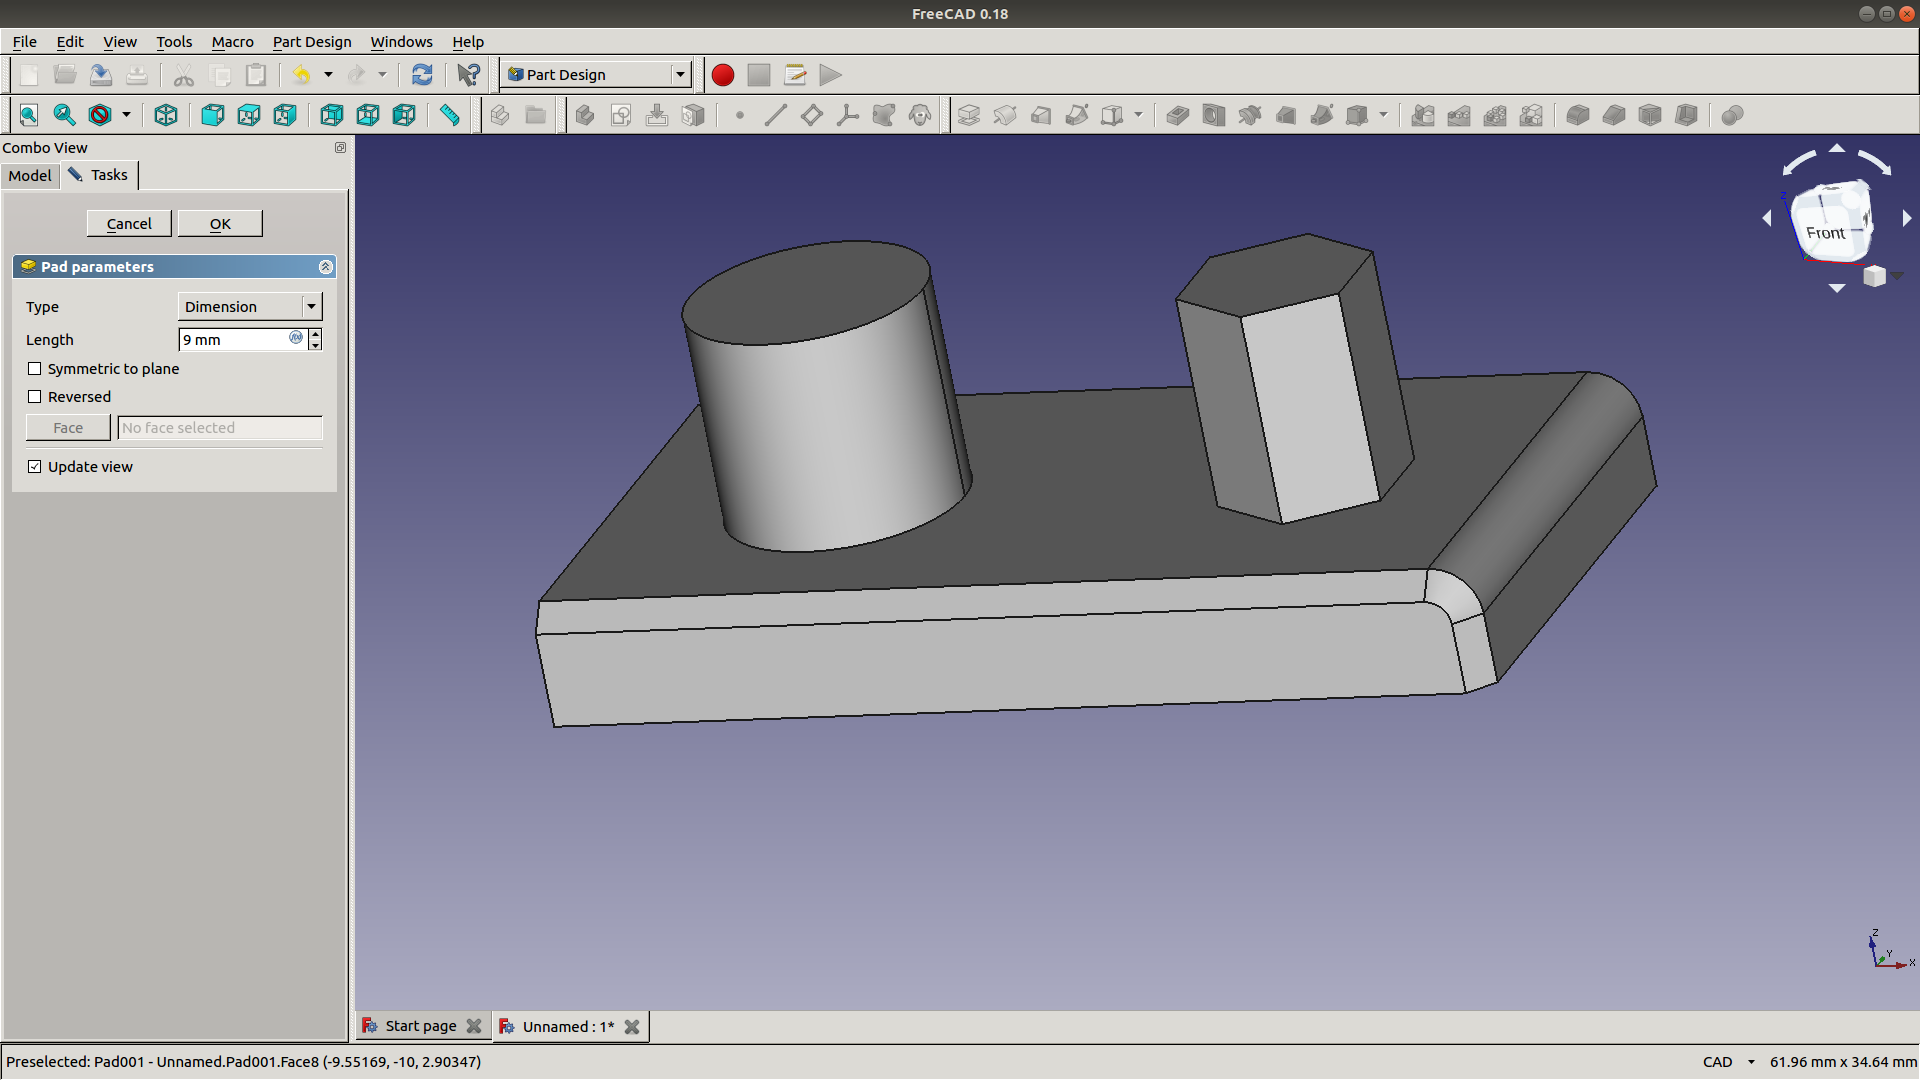 FreeCAD 0.18
File Edit View Tools Macro Part Design Windows Help
Part Design
Combo View
Model Tasks
Cancel OK
Pad parameters
Type Dimension
Length 9 mm
Symmetric to plane
Reversed
Face No face selected
Update view
Front
Z
Z
Y
X
Start page Unnamed : 1*
Preselected: Pad001 - Unnamed.Pad001.Face8 (-9.55169, -10, 2.90347) CAD 61.96 mm x 34.64 mm